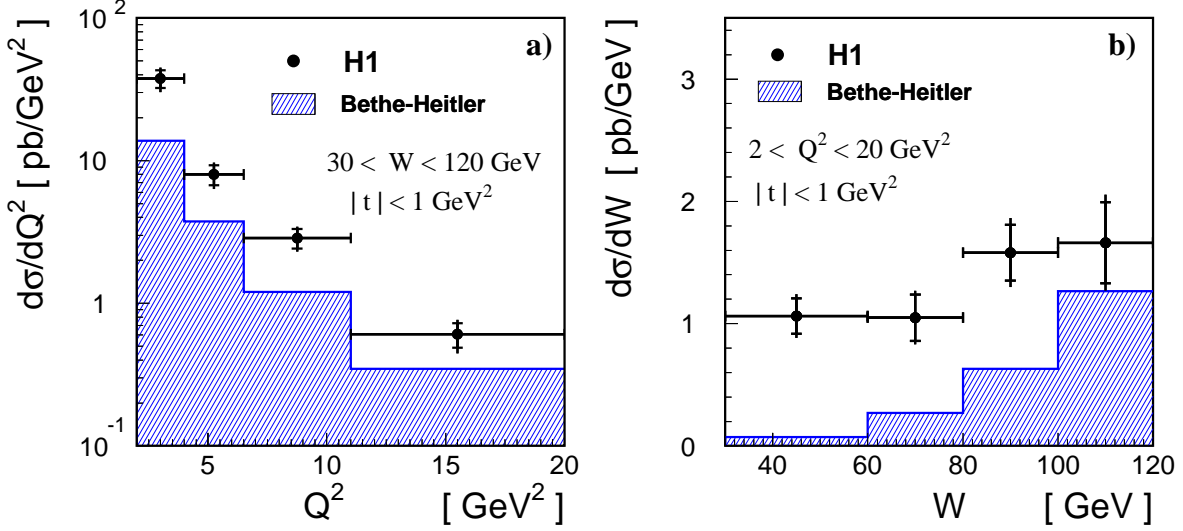 dσ/dQ² [ pb/GeV² ]
10²
10
1
10⁻¹
a)
H1
Bethe-Heitler
30 < W < 120 GeV
| t | < 1 GeV²
5 10 15 20
Q² [ GeV² ]
dσ/dW [ pb/GeV ]
3
2
1
0
b)
H1
Bethe-Heitler
2 < Q² < 20 GeV²
| t | < 1 GeV²
40 60 80 100 120
W [ GeV ]